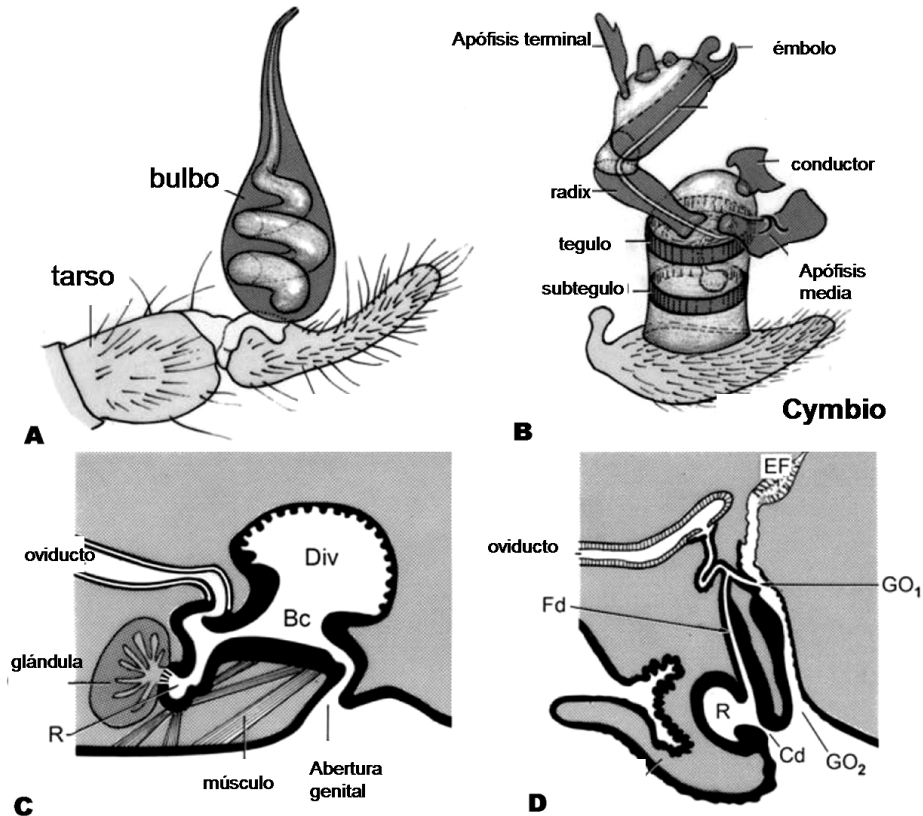 bulbo
tarso
A
Apófisis terminal
émbolo
conductor
radix
tegulo
subtegulo
Apófisis
media
Cymbio
B
oviducto
Div
Bc
glándula
R
músculo
Abertura
genital
C
EF
oviducto
GO1
Fd
R
Cd
GO2
D